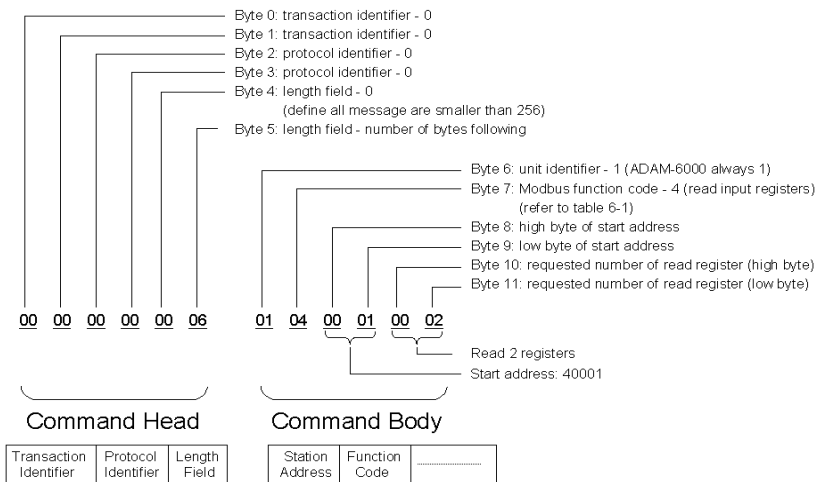 Byte 0: transaction identifier - 0
Byte 1: transaction identifier - 0
Byte 2: protocol identifier - 0
Byte 3: protocol identifier - 0
Byte 4: length field - 0
(define all message are smaller than 256)
Byte 5: length field - number of bytes following
Byte 6: unit identifier - 1 (ADAM-6000 always 1)
Byte 7: Modbus function code - 4 (read input registers)
(refer to table 6-1)
Byte 8: high byte of start address
Byte 9: low byte of start address
Byte 10: requested number of read register (high byte)
Byte 11: requested number of read register (low byte)
00 00 00 00 00 06 01 04 00 01 00 02
Read 2 registers
Start address: 40001
Command Head
Command Body
Transaction Identifier
Protocol Identifier
Length Field
Station Address
Function Code